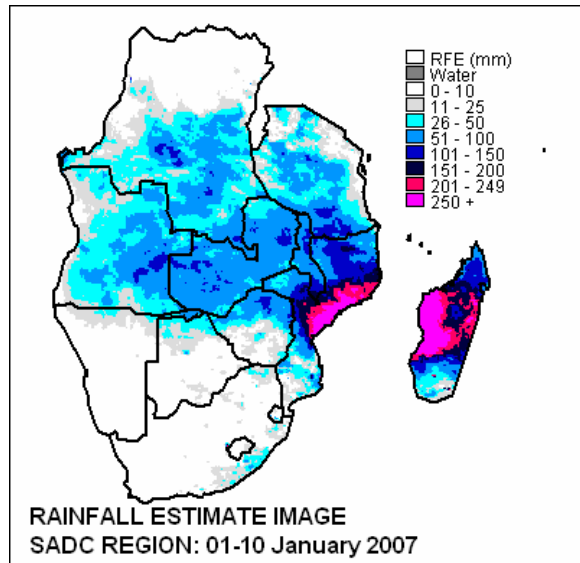 RFE (mm)
Water
0 - 10
11 - 25
26 - 50
51 - 100
101 - 150
151 - 200
201 - 249
250 +
RAINFALL ESTIMATE IMAGE
SADC REGION: 01-10 January 2007